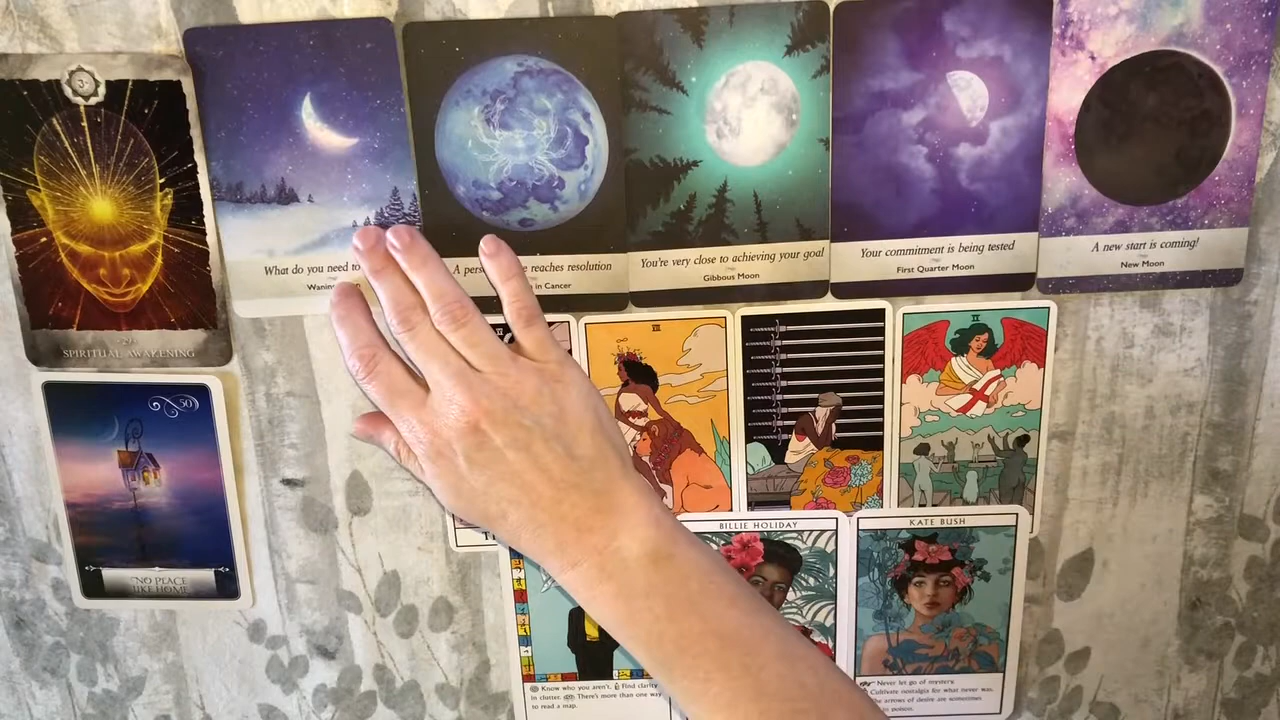 3
SPIRITUAL AWAKENING
What do you need to
A
reaches resolution
in Cancer
You're very close to achieving your goal!
Gibbous Moon
Your commitment is being tested
First Quarter Moon
A new start is coming!
New Moon
50
NO PLACE
LIKE HOME
BILLIE HOLIDAY
KATE BUSH
Know who you aren't. Find clarity
in clutter. There's more than one way
to read a map.
Never let go of mystery.
Cultivate nostalgia for what never was.
The arrows of desire are sometimes
in poison.